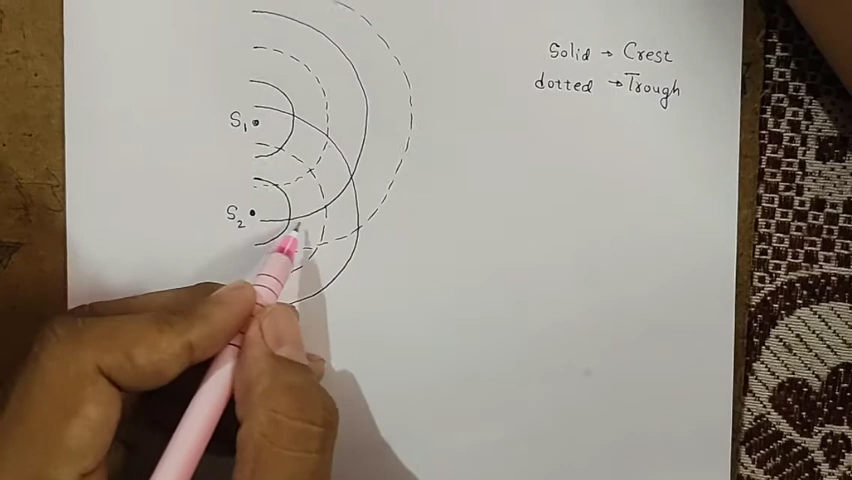 Solid → Crest
dotted → Trough
S₁
S₂